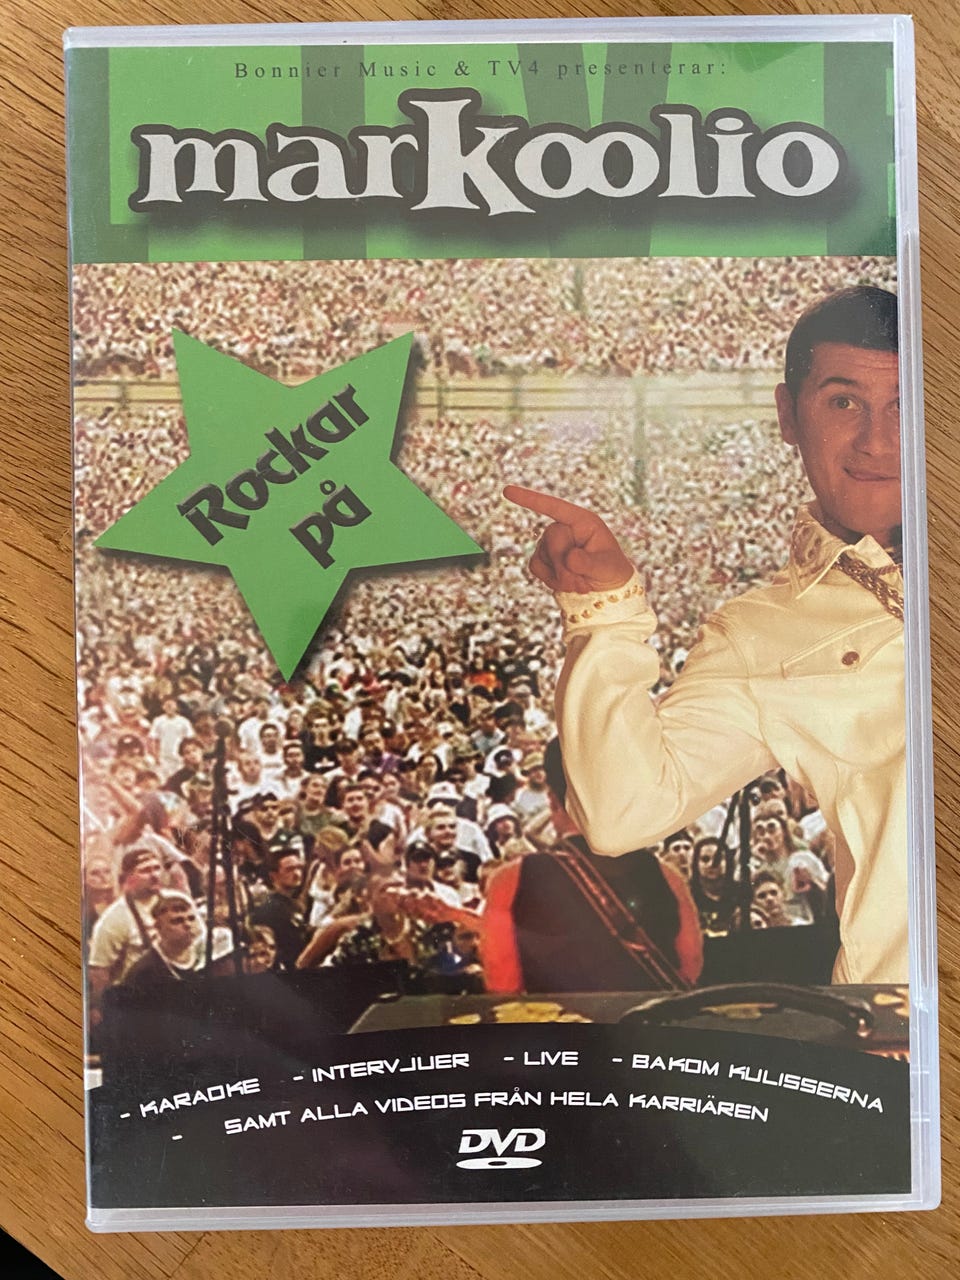 Bonnier Music & TV4 presenterar:
markoolio
Rockar
på
- KARAOKE - INTERVJUER - LIVE - BAKOM KULISSERNA
- SAMT ALLA VIDEOS FRÅN HELA KARRIÄREN
DVD